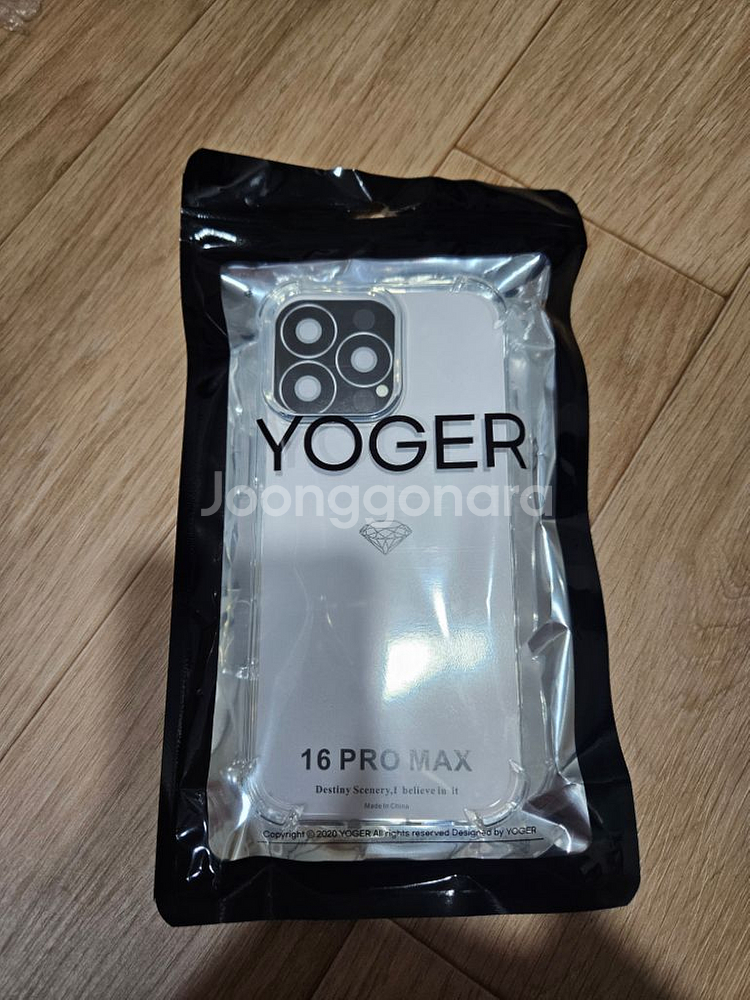 YOGER
Joonggonara
16 PRO MAX
Destiny Scenery,I believe in it
Made In China
Copyright © 2020 YOGER All rights reserved Designed by YOGER